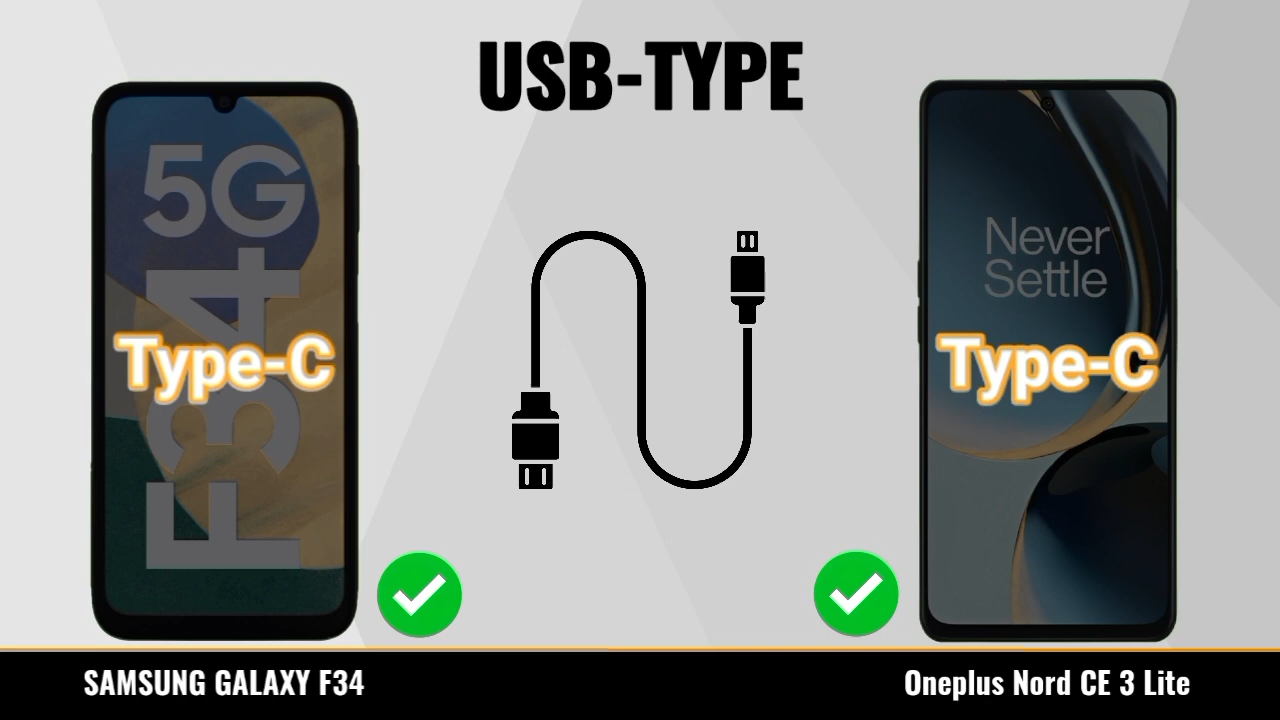 USB-TYPE
5G
F34
Type-C
Never
Settle
Type-C
SAMSUNG GALAXY F34
Oneplus Nord CE 3 Lite